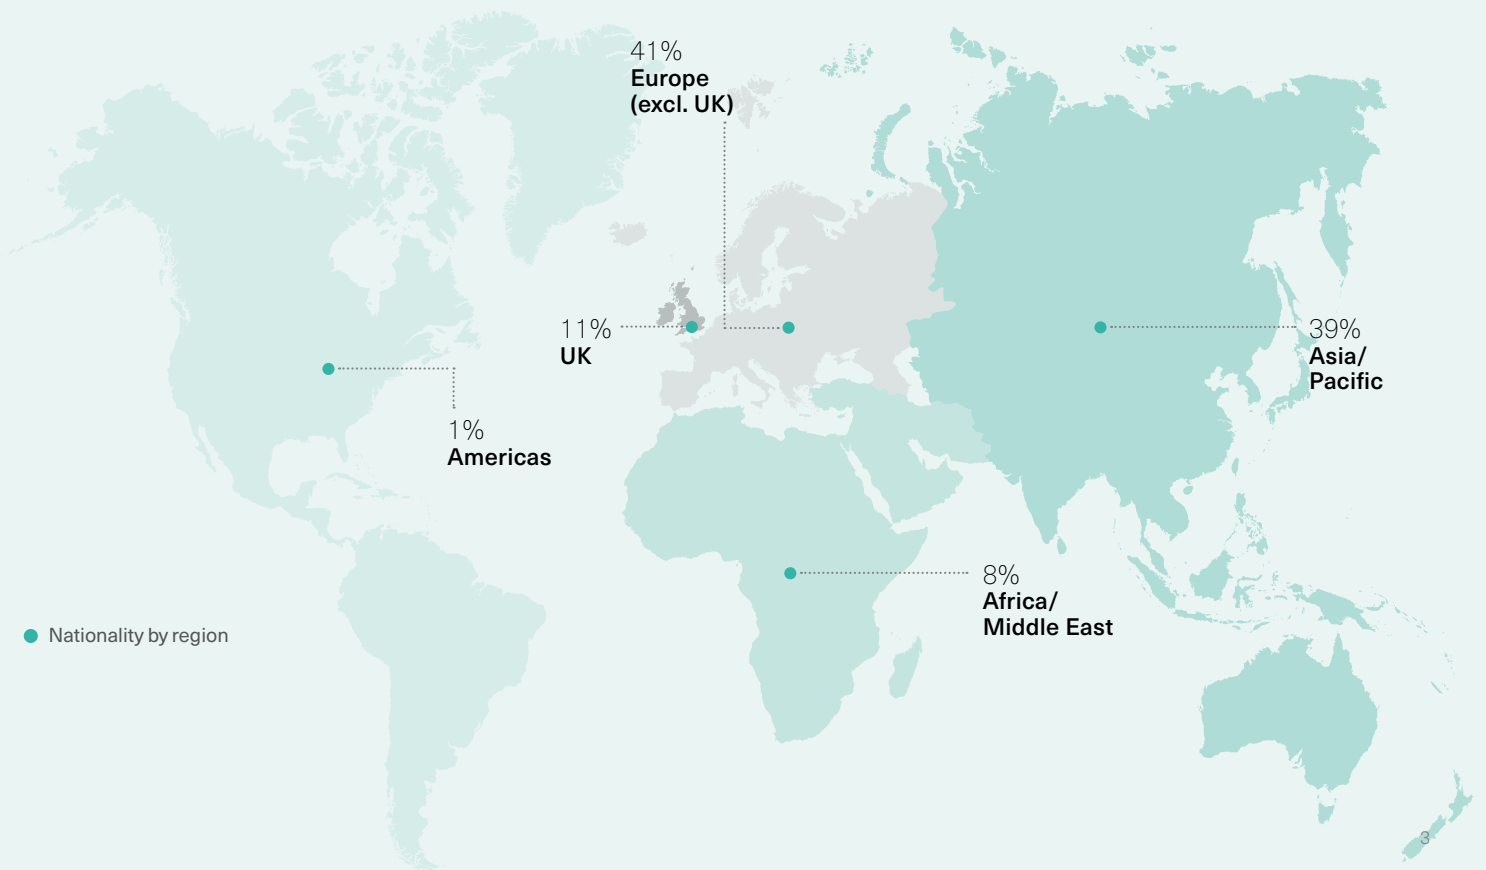 41%
Europe
(excl. UK)
11%
UK
39%
Asia/
Pacific
1%
Americas
8%
Africa/
Middle East
Nationality by region
3